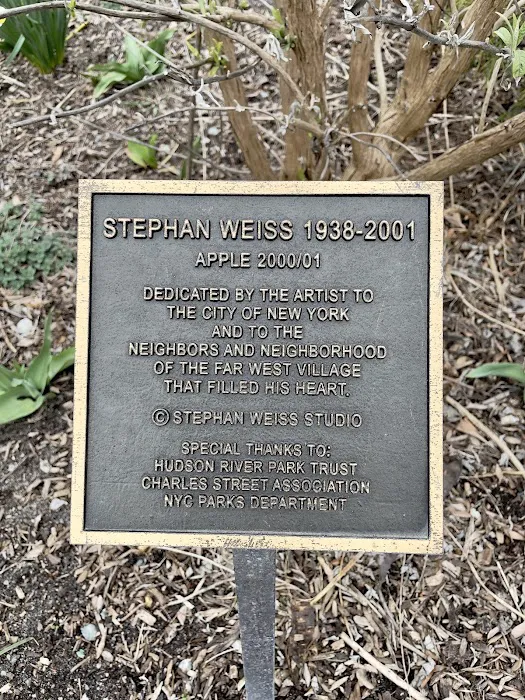 STEPHAN WEISS 1938-2001
APPLE 2000/01
DEDICATED BY THE ARTIST TO
THE CITY OF NEW YORK
AND TO THE
NEIGHBORS AND NEIGHBORHOOD
OF THE FAR WEST VILLAGE
THAT FILLED HIS HEART.
© STEPHAN WEISS STUDIO
SPECIAL THANKS TO:
HUDSON RIVER PARK TRUST
CHARLES STREET ASSOCIATION
NYC PARKS DEPARTMENT